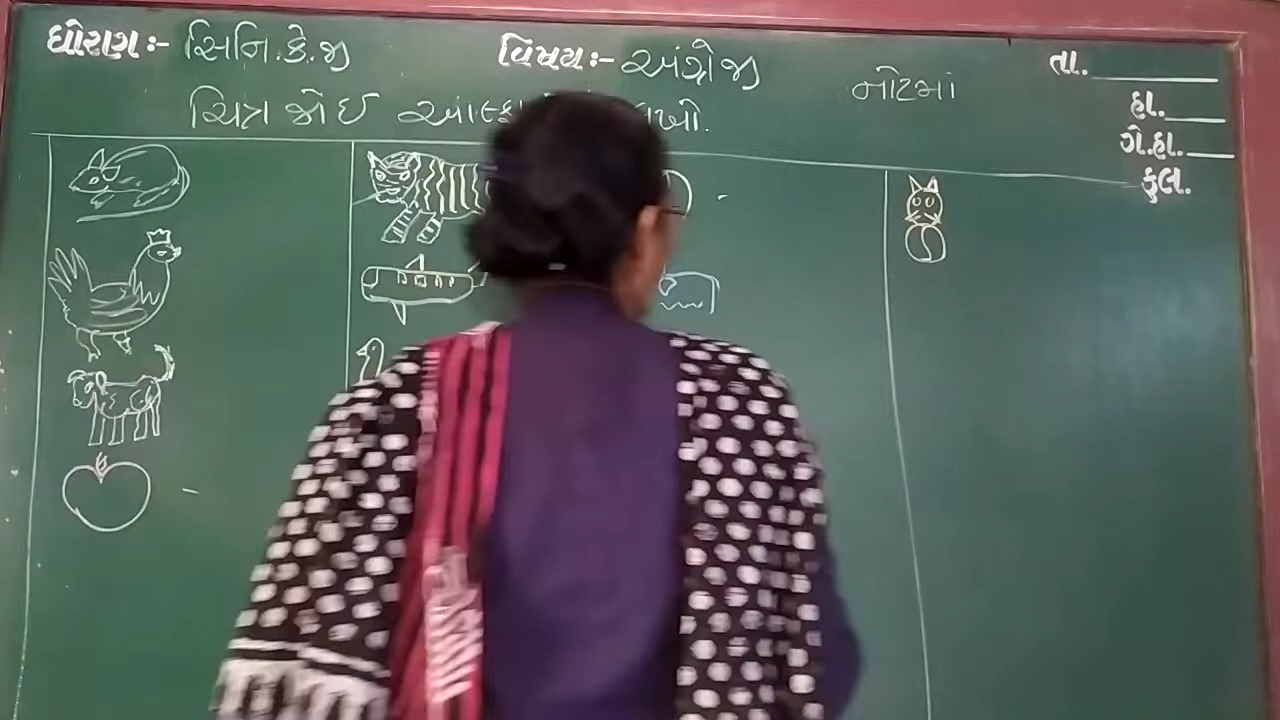 ધોરણ:- સિનિ.કે.જી વિષય:- અંગ્રેજી તા.
નોટમાં હા.
ચિત્ર જોઈ ગે.હા.
કુલ.